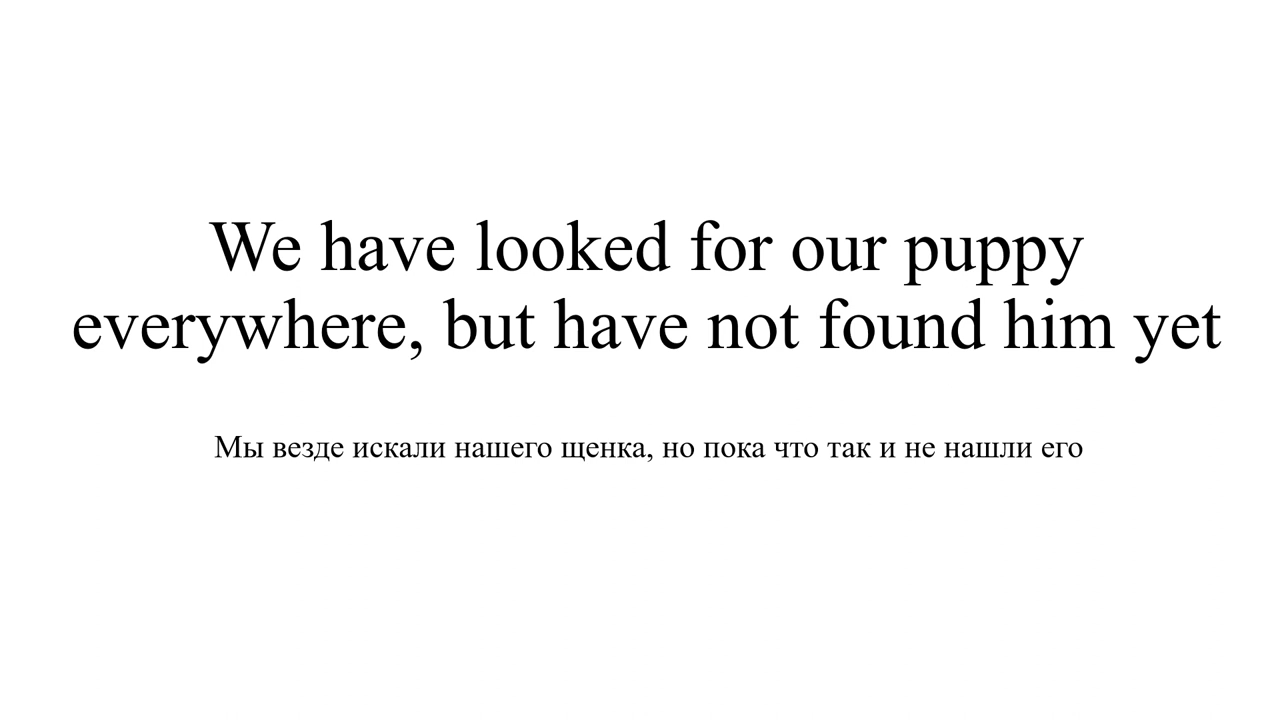 We have looked for our puppy
everywhere, but have not found him yet
Мы везде искали нашего щенка, но пока что так и не нашли его